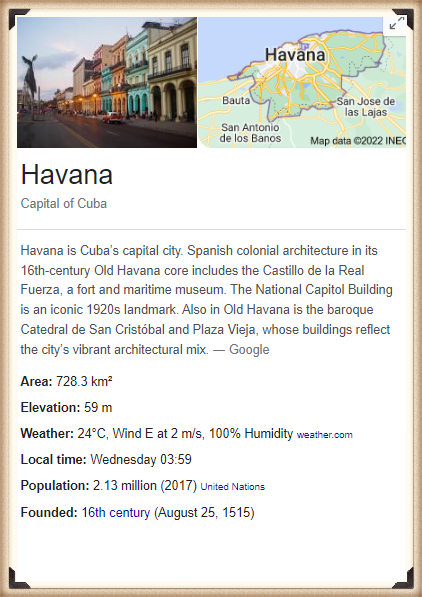 Havana
Bauta
San Jose de
las Lajas
San Antonio
de los Banos
Map data ©2022 INEG
Havana
Capital of Cuba
Havana is Cuba's capital city. Spanish colonial architecture in its
16th-century Old Havana core includes the Castillo de la Real
Fuerza, a fort and maritime museum. The National Capitol Building
is an iconic 1920s landmark. Also in Old Havana is the baroque
Catedral de San Cristóbal and Plaza Vieja, whose buildings reflect
the city's vibrant architectural mix. — Google
Area: 728.3 km²
Elevation: 59 m
Weather: 24°C, Wind E at 2 m/s, 100% Humidity weather.com
Local time: Wednesday 03:59
Population: 2.13 million (2017) United Nations
Founded: 16th century (August 25, 1515)